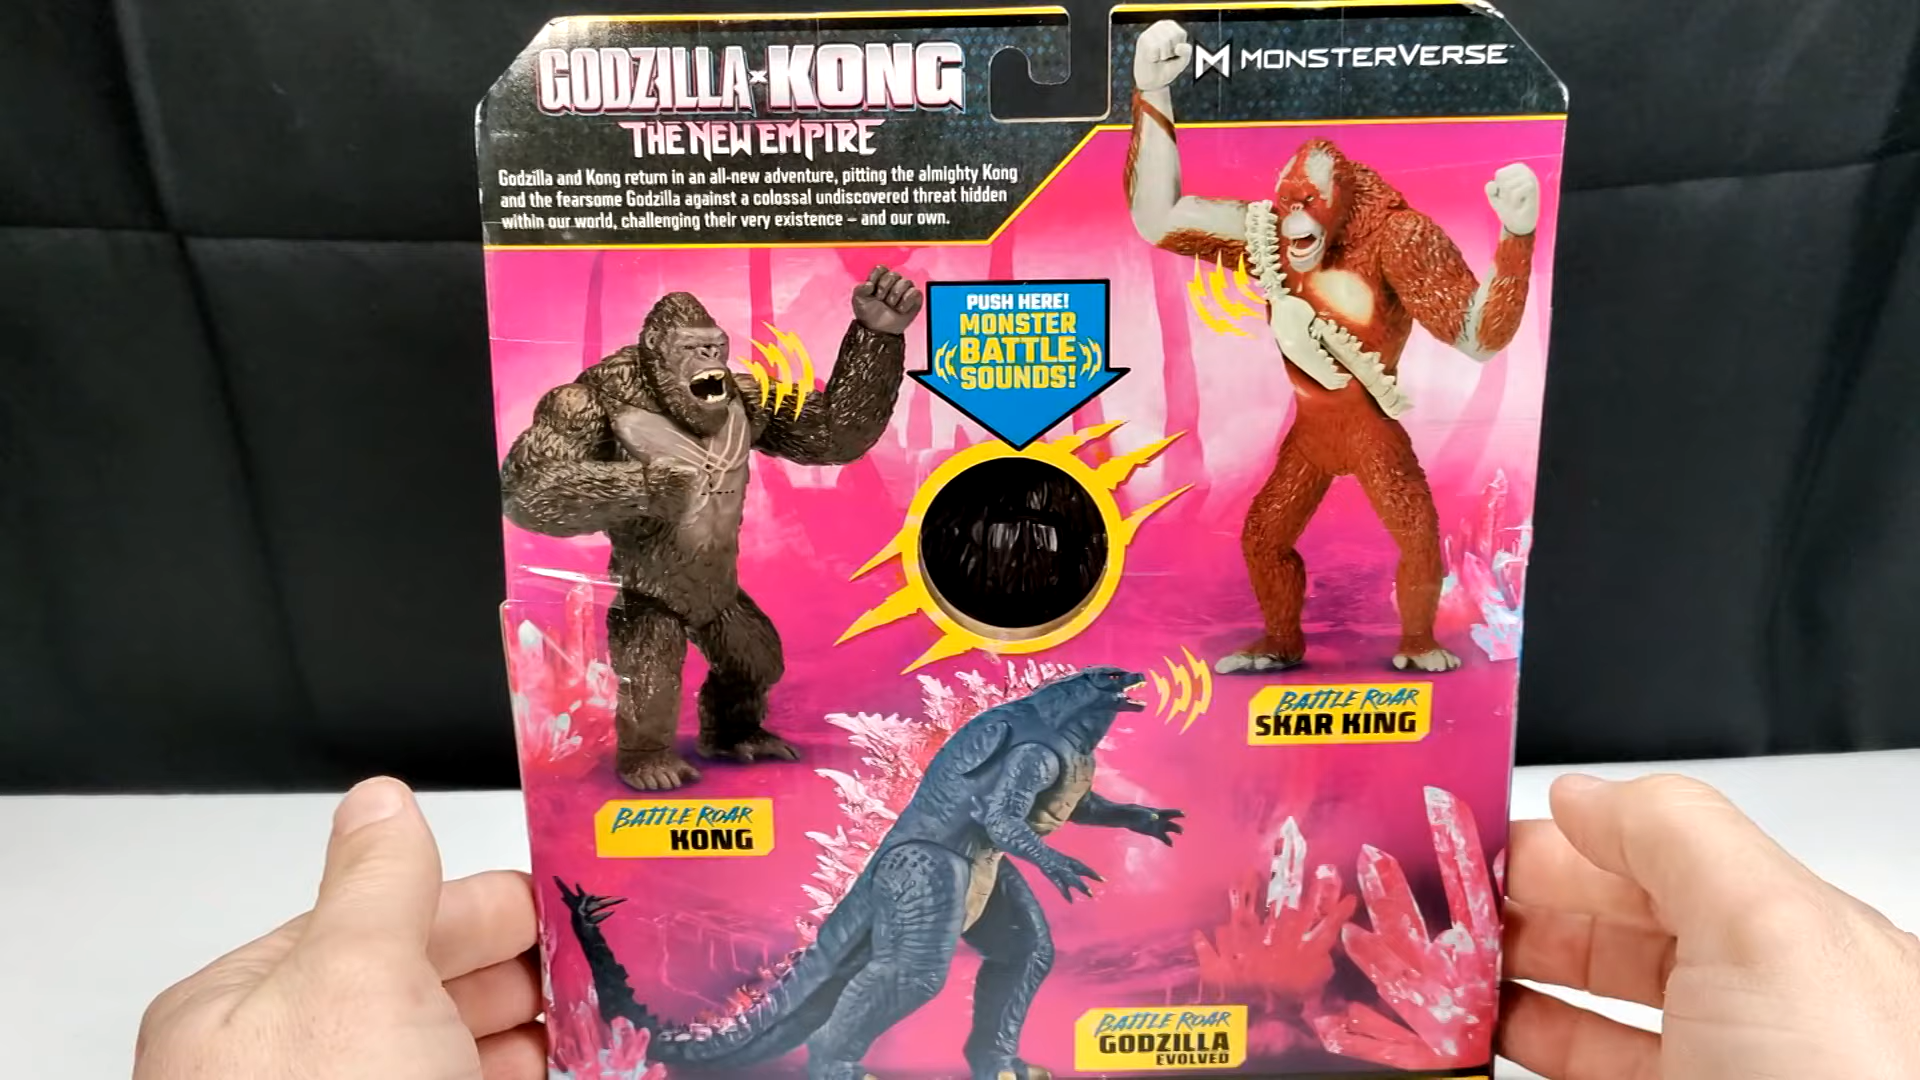 GODZILLA x KONG
THE NEW EMPIRE
Godzilla and Kong return in an all-new adventure, pitting the almighty Kong
and the fearsome Godzilla against a colossal undiscovered threat hidden
within our world, challenging their very existence – and our own.
M MONSTERVERSE
PUSH HERE!
MONSTER
BATTLE
SOUNDS!
BATTLE ROAR
SKAR KING
BATTLE ROAR
KONG
BATTLE ROAR
GODZILLA
EVOLVED